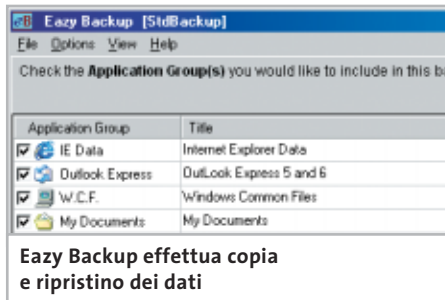 Eazy Backup [StdBackup]
File Options View Help
Check the Application Group(s) you would like to include in this ba
Application Group Title
IE Data Internet Explorer Data
Outlook Express OutLook Express 5 and 6
W.C.F. Windows Common Files
My Documents My Documents
Eazy Backup effettua copia
e ripristino dei dati